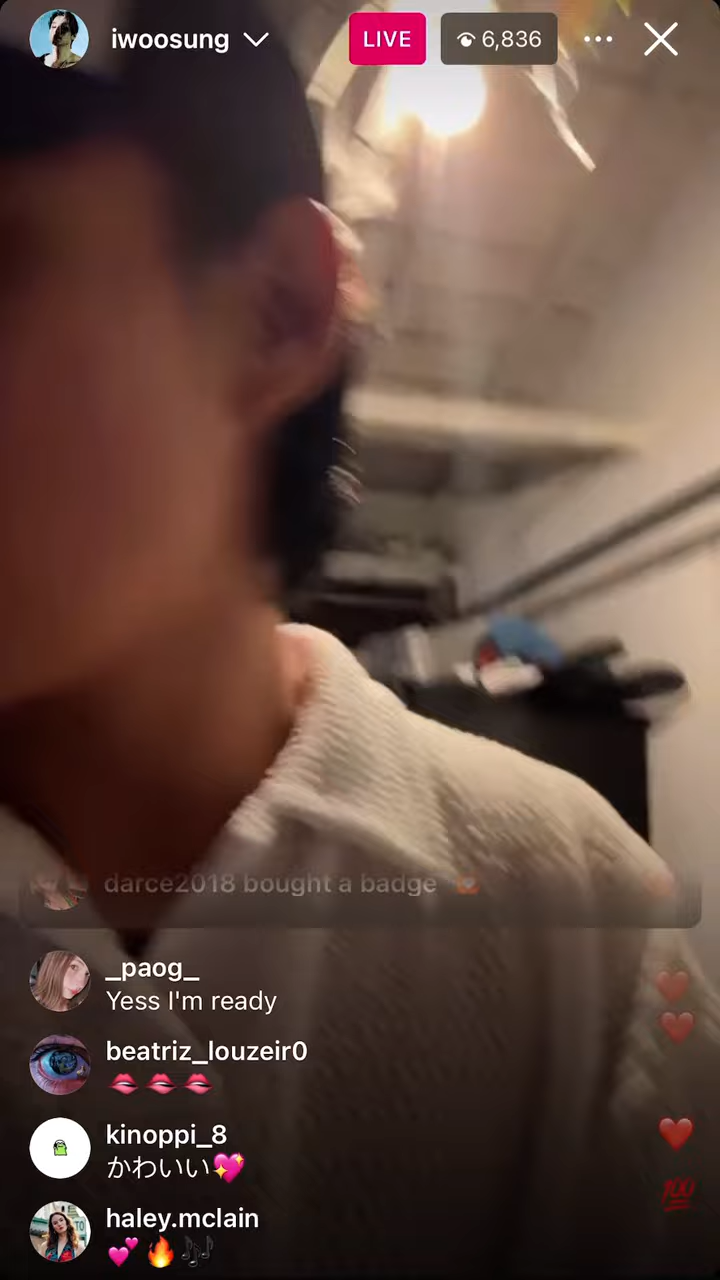 iwoosung
LIVE
6,836
darce2018 bought a badge
_paog_
Yess I'm ready
beatriz_louzeir0
🫦🫦🫦
kinoppi_8
かわいい💖
haley.mclain
💕🔥🎶
💯